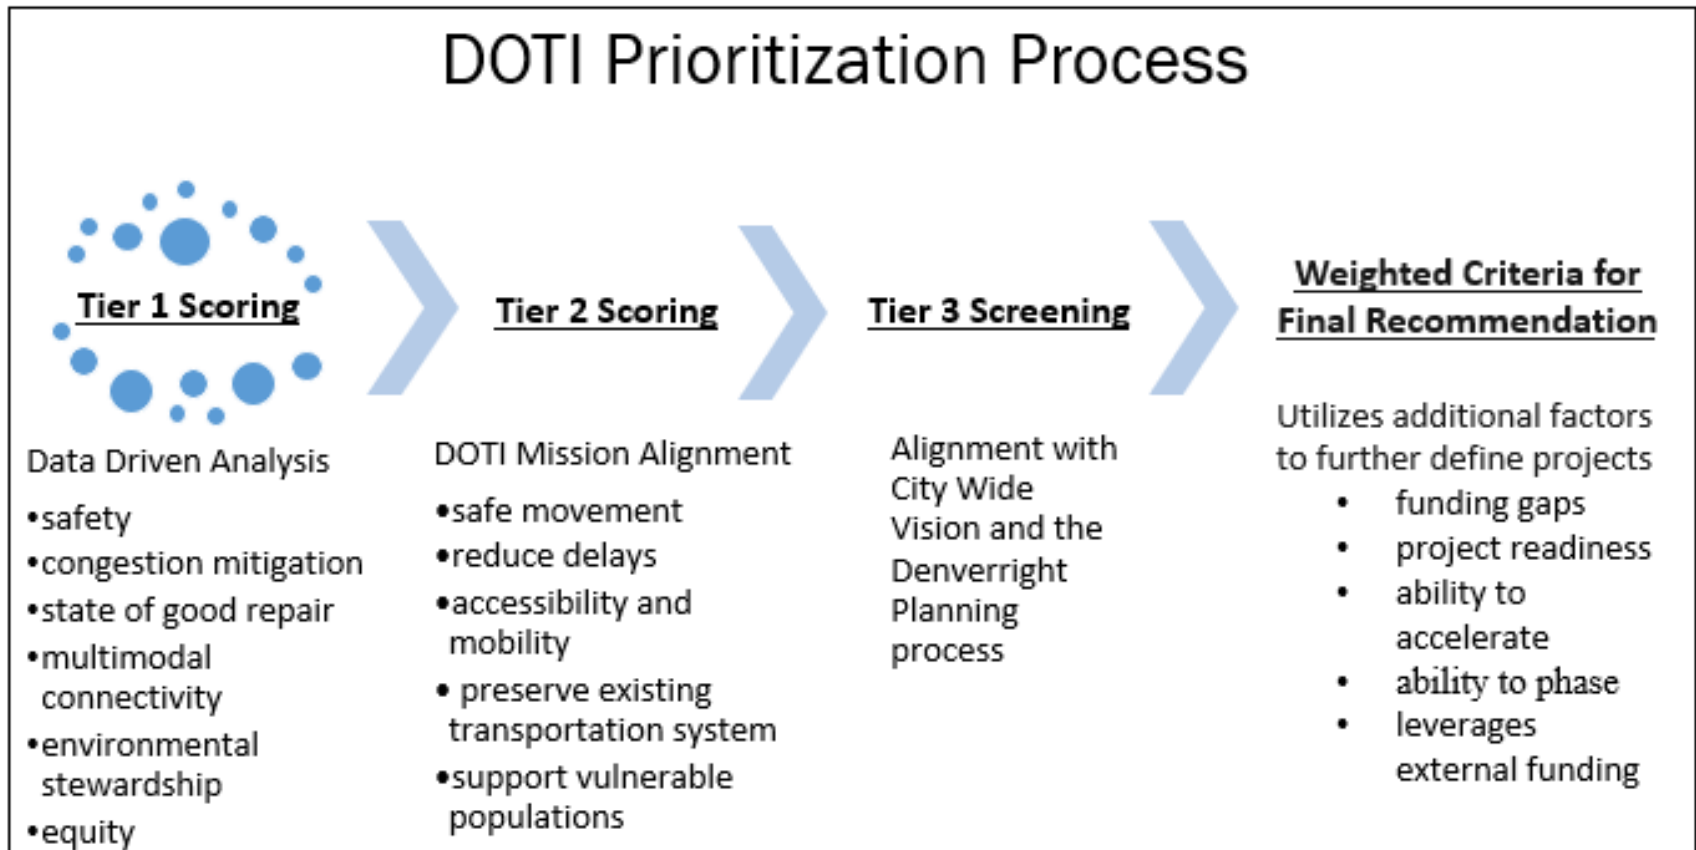 DOTI Prioritization Process
Tier 1 Scoring
Data Driven Analysis
•safety
•congestion mitigation
•state of good repair
•multimodal
connectivity
•environmental
stewardship
•equity
Tier 2 Scoring
DOTI Mission Alignment
•safe movement
•reduce delays
•accessibility and
mobility
• preserve existing
transportation system
•support vulnerable
populations
Tier 3 Screening
Alignment with
City Wide
Vision and the
Denverright
Planning
process
Weighted Criteria for
Final Recommendation
Utilizes additional factors
to further define projects
• funding gaps
• project readiness
• ability to
accelerate
• ability to phase
• leverages
external funding